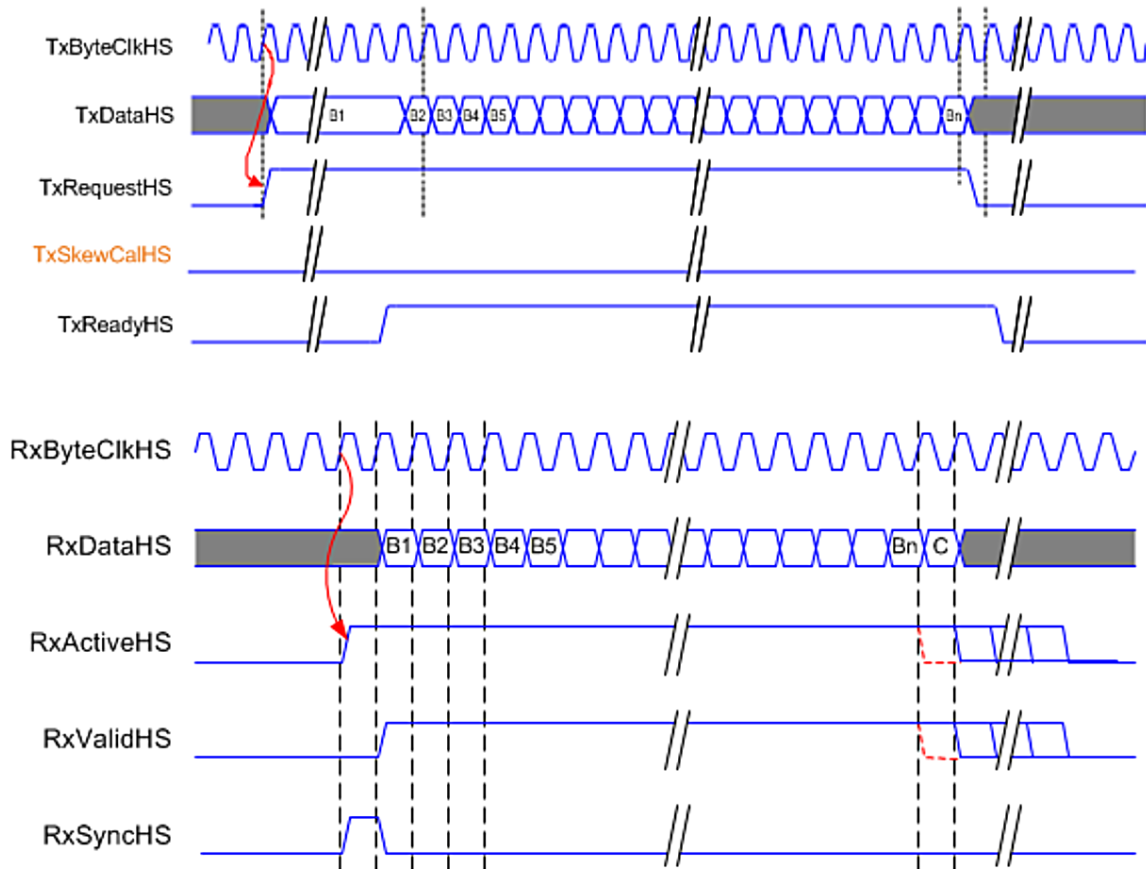 TxByteClkHS
TxDataHS B1 B2 B3 B4 B5 Bn
TxRequestHS
TxSkewCalHS
TxReadyHS
RxByteClkHS
RxDataHS B1 B2 B3 B4 B5 Bn C
RxActiveHS
RxValidHS
RxSyncHS